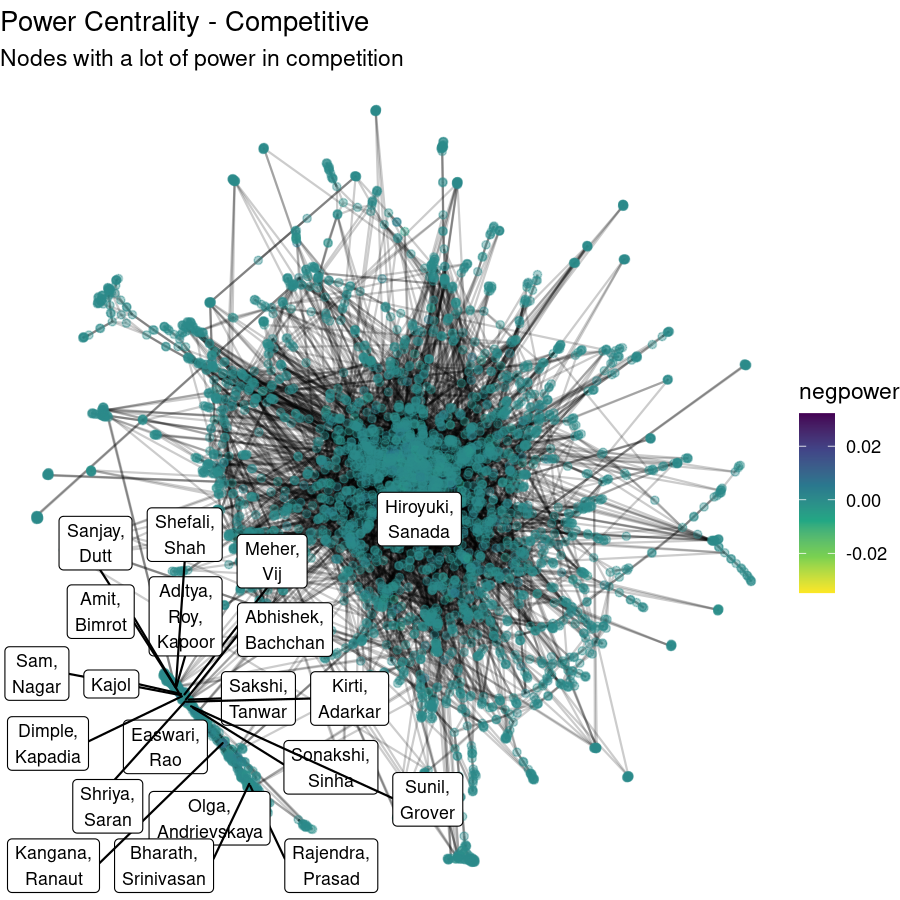 Power Centrality - Competitive
Nodes with a lot of power in competition
negpower
0.02
0.00
-0.02
Hiroyuki,
Sanada
Sanjay,
Dutt
Shefali,
Shah
Meher,
Vij
Amit,
Bimrot
Aditya,
Roy,
Kapoor
Abhishek,
Bachchan
Sam,
Nagar
Kajol
Sakshi,
Tanwar
Kirti,
Adarkar
Dimple,
Kapadia
Easwari,
Rao
Sonakshi,
Sinha
Sunil,
Grover
Shriya,
Saran
Olga,
Andrievskaya
Kangana,
Ranaut
Bharath,
Srinivasan
Rajendra,
Prasad